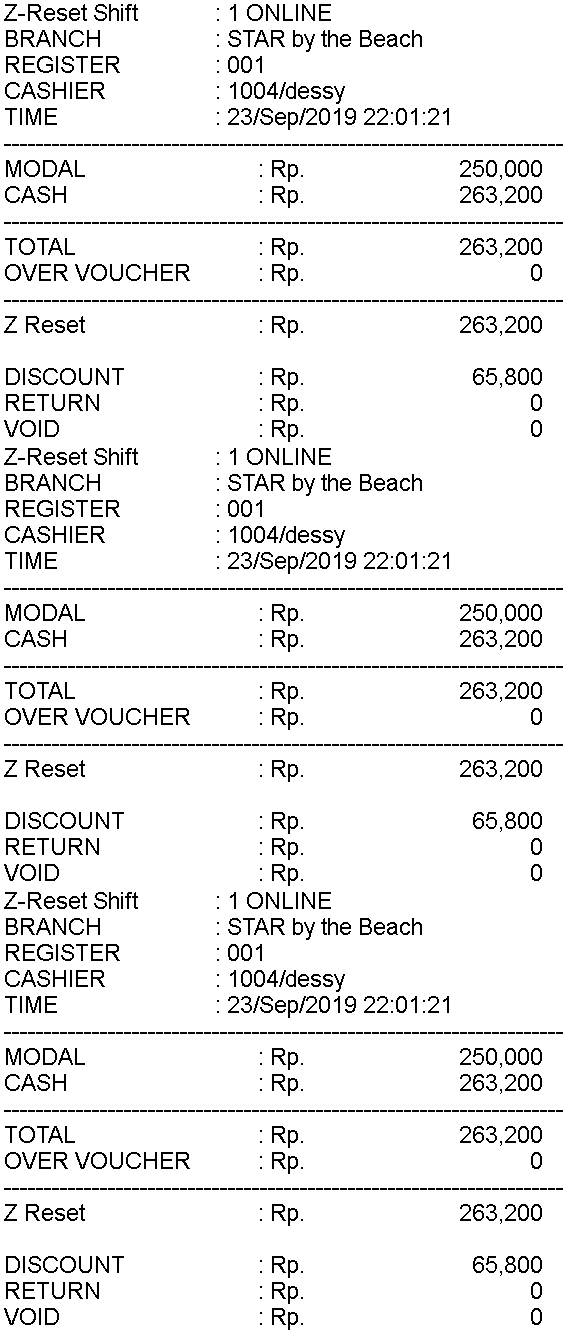 Z-Reset Shift : 1 ONLINE
BRANCH : STAR by the Beach
REGISTER : 001
CASHIER : 1004/dessy
TIME : 23/Sep/2019 22:01:21
----------------------------------------------------------------------
MODAL : Rp. 250,000
CASH : Rp. 263,200
----------------------------------------------------------------------
TOTAL : Rp. 263,200
OVER VOUCHER : Rp. 0
----------------------------------------------------------------------
Z Reset : Rp. 263,200
DISCOUNT : Rp. 65,800
RETURN : Rp. 0
VOID : Rp. 0
Z-Reset Shift : 1 ONLINE
BRANCH : STAR by the Beach
REGISTER : 001
CASHIER : 1004/dessy
TIME : 23/Sep/2019 22:01:21
----------------------------------------------------------------------
MODAL : Rp. 250,000
CASH : Rp. 263,200
----------------------------------------------------------------------
TOTAL : Rp. 263,200
OVER VOUCHER : Rp. 0
----------------------------------------------------------------------
Z Reset : Rp. 263,200
DISCOUNT : Rp. 65,800
RETURN : Rp. 0
VOID : Rp. 0
Z-Reset Shift : 1 ONLINE
BRANCH : STAR by the Beach
REGISTER : 001
CASHIER : 1004/dessy
TIME : 23/Sep/2019 22:01:21
----------------------------------------------------------------------
MODAL : Rp. 250,000
CASH : Rp. 263,200
----------------------------------------------------------------------
TOTAL : Rp. 263,200
OVER VOUCHER : Rp. 0
----------------------------------------------------------------------
Z Reset : Rp. 263,200
DISCOUNT : Rp. 65,800
RETURN : Rp. 0
VOID : Rp. 0